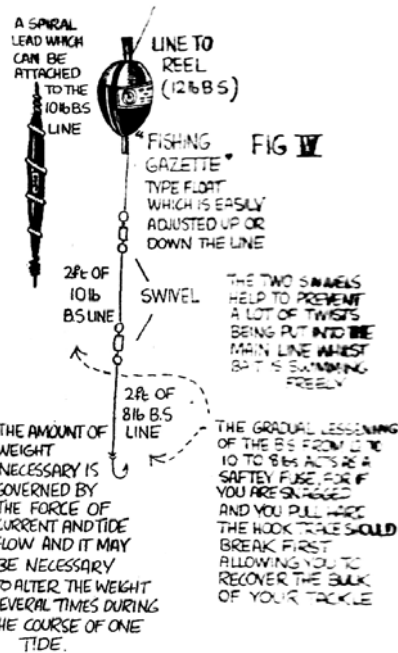 A SPIRAL
LEAD WHICH
CAN BE
ATTACHED
TO THE
10lb BS
LINE
LINE TO
REEL
(12lb BS)
"FISHING
GAZETTE"
TYPE FLOAT
WHICH IS EASILY
ADJUSTED UP OR
DOWN THE LINE
FIG IV
2ft OF
10lb
BS LINE
SWIVEL
THE TWO SWIVELS
HELP TO PREVENT
A LOT OF TWISTS
BEING PUT INTO THE
MAIN LINE WHILST
BAIT IS SWIMMING
FREELY
2ft OF
8lb B.S
LINE
THE AMOUNT OF
WEIGHT
NECESSARY IS
GOVERNED BY
THE FORCE OF
CURRENT AND TIDE
FLOW AND IT MAY
BE NECESSARY
TO ALTER THE WEIGHT
SEVERAL TIMES DURING
THE COURSE OF ONE
TIDE.
THE GRADUAL LESSENING
OF THE BS FROM 12 TO
10 TO 8lbs ACTS AS A
SAFTEY FUSE, FOR IF
YOU ARE SNAGGED
AND YOU PULL HARD
THE HOOK TRACE SHOULD
BREAK FIRST
ALLOWING YOU TO
RECOVER THE BULK
OF YOUR TACKLE